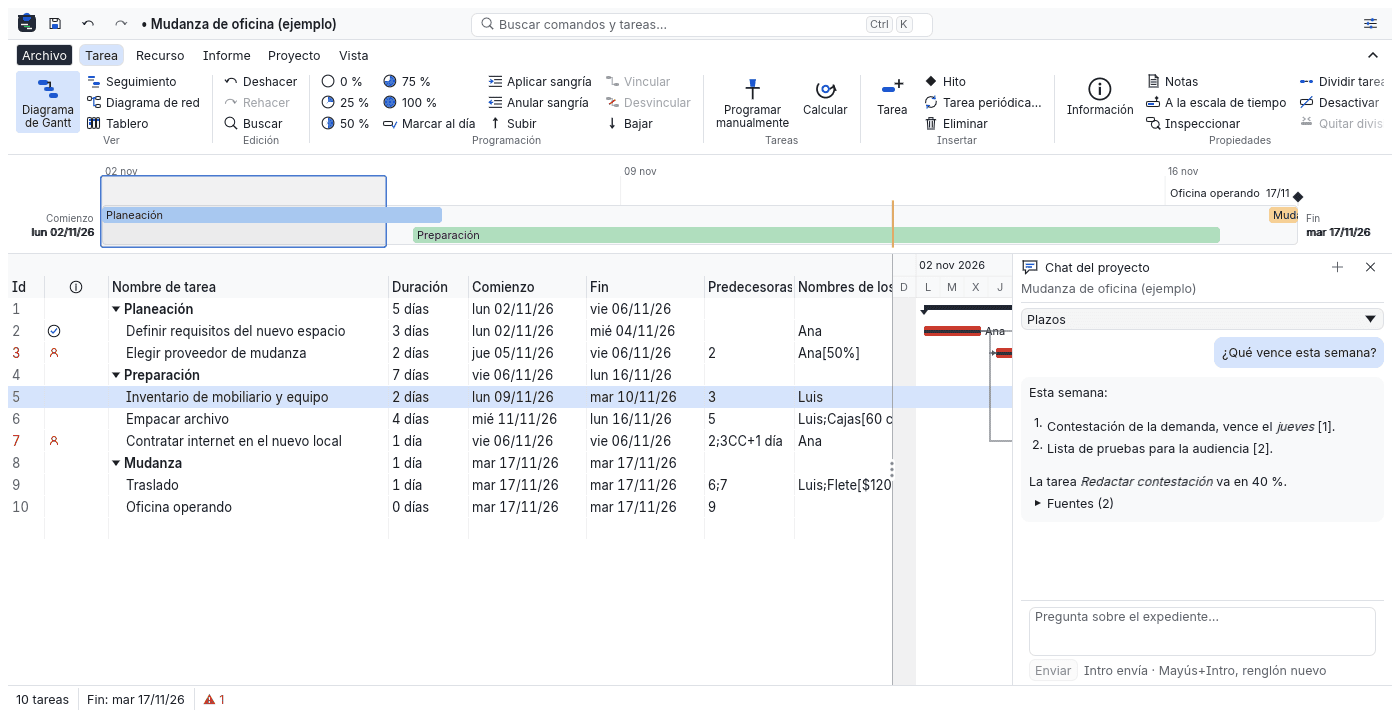 • Mudanza de oficina (ejemplo)
Buscar comandos y tareas...
Ctrl K
Archivo Tarea Recurso Informe Proyecto Vista
Diagrama de Gantt
Seguimiento
Diagrama de red
Tablero
Ver
Deshacer
Rehacer
Buscar
Edición
0 % 75 %
25 % 100 %
50 % Marcar al día
Aplicar sangría
Anular sangría
Subir
Vincular
Desvincular
Bajar
Programación
Programar manualmente
Calcular
Tareas
Tarea
Hito
Tarea periódica...
Eliminar
Insertar
Información
Notas
A la escala de tiempo
Inspeccionar
Dividir tarea
Desactivar
Quitar divis
Propiedades
02 nov 09 nov 16 nov
Oficina operando 17/11
Planeación
Muda
Preparación
Comienzo
lun 02/11/26
Fin
mar 17/11/26
Id Nombre de tarea Duración Comienzo Fin Predecesoras Nombres de los
1 Planeación 5 días lun 02/11/26 vie 06/11/26
2 Definir requisitos del nuevo espacio 3 días lun 02/11/26 mié 04/11/26 Ana
3 Elegir proveedor de mudanza 2 días jue 05/11/26 vie 06/11/26 2 Ana[50%]
4 Preparación 7 días vie 06/11/26 lun 16/11/26
5 Inventario de mobiliario y equipo 2 días lun 09/11/26 mar 10/11/26 3 Luis
6 Empacar archivo 4 días mié 11/11/26 lun 16/11/26 5 Luis;Cajas[60 c
7 Contratar internet en el nuevo local 1 día vie 06/11/26 vie 06/11/26 2;3CC+1 día Ana
8 Mudanza 1 día mar 17/11/26 mar 17/11/26
9 Traslado 1 día mar 17/11/26 mar 17/11/26 6;7 Luis;Flete[$120
10 Oficina operando 0 días mar 17/11/26 mar 17/11/26 9
02 nov 2026
D L M X J
Ana
Chat del proyecto
Mudanza de oficina (ejemplo)
Plazos
¿Qué vence esta semana?
Esta semana:
1. Contestación de la demanda, vence el jueves [1].
2. Lista de pruebas para la audiencia [2].
La tarea Redactar contestación va en 40 %.
Fuentes (2)
Pregunta sobre el expediente...
Enviar Intro envía · Mayús+Intro, renglón nuevo
10 tareas Fin: mar 17/11/26 1